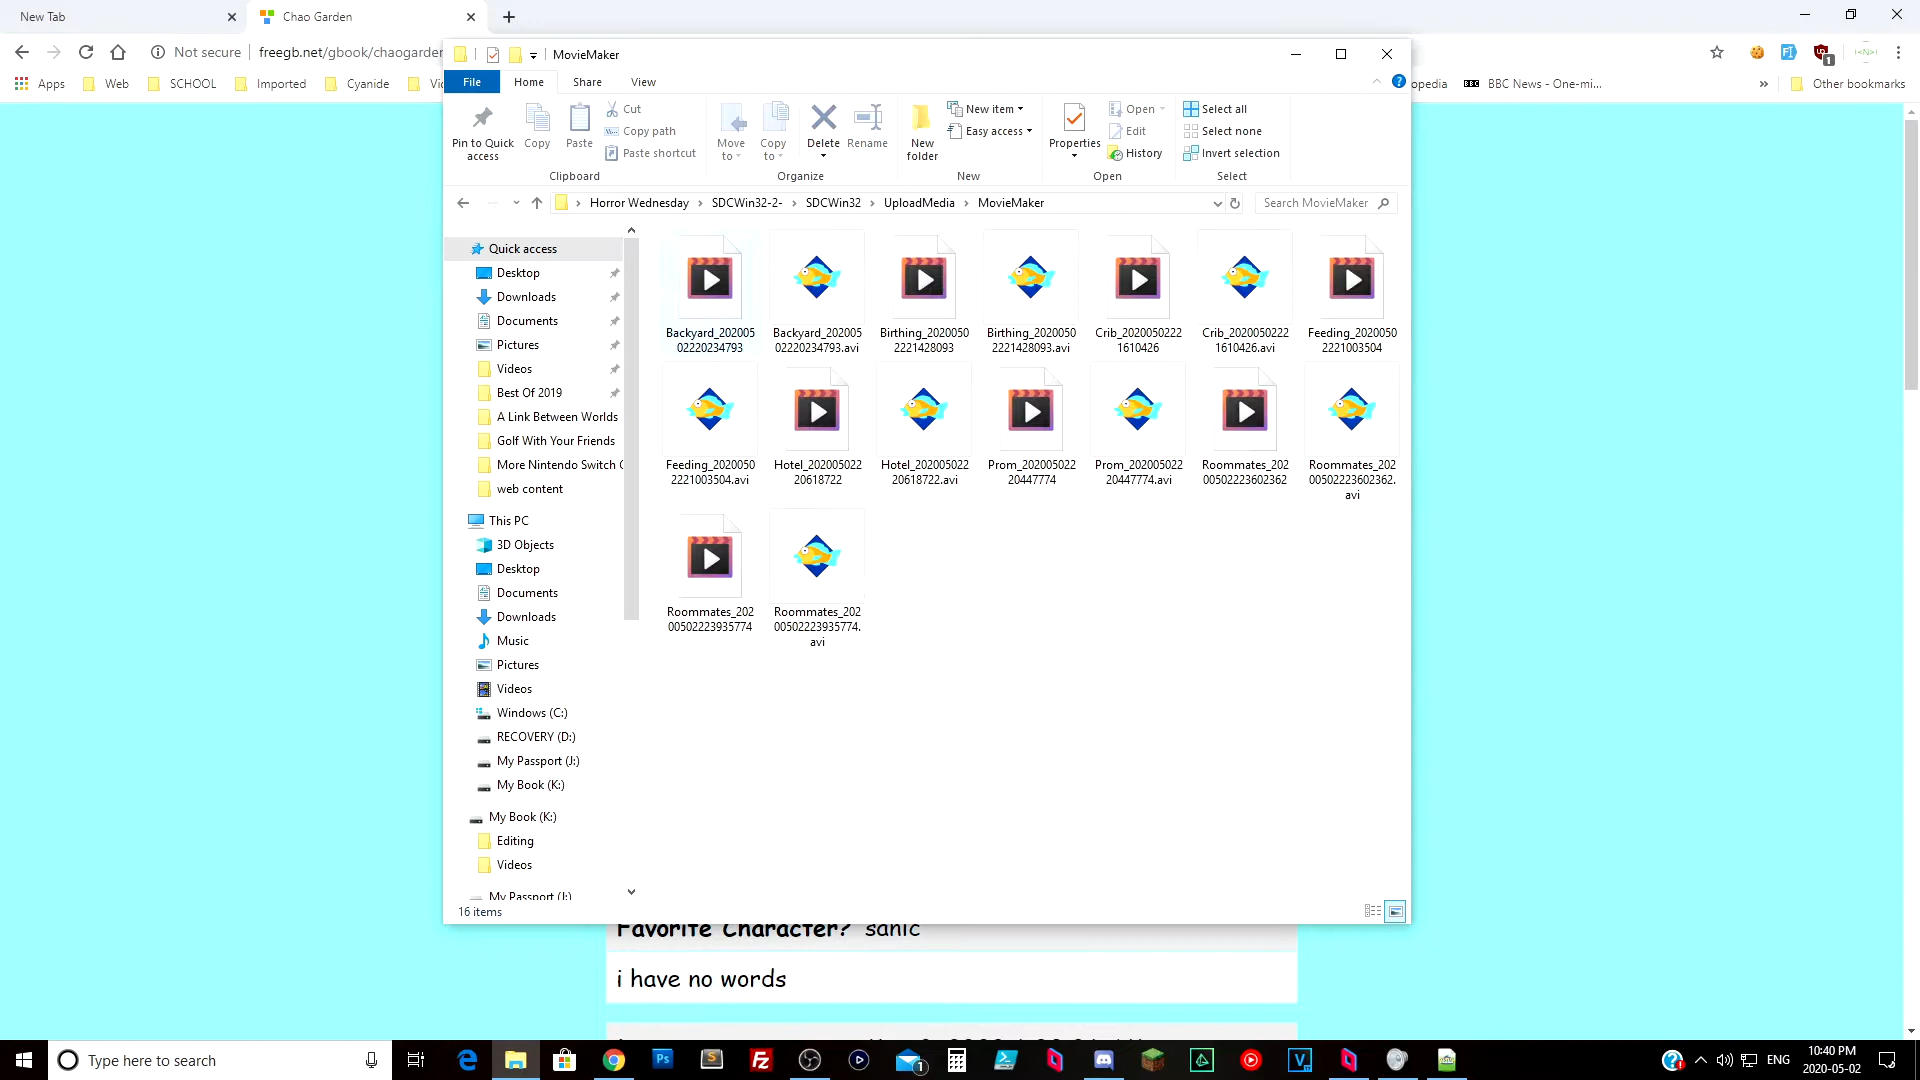 New Tab
Chao Garden
Not secure
freegb.net/gbook/chaogarden
Apps
Web
SCHOOL
Imported
Cyanide
opedia
BBC News - One-mi...
»
Other bookmarks
MovieMaker
File
Home
Share
View
Pin to Quick access
Copy
Paste
Cut
Copy path
Paste shortcut
Clipboard
Move to
Copy to
Delete
Rename
Organize
New folder
New item
Easy access
New
Properties
Open
Edit
History
Open
Select all
Select none
Invert selection
Select
Horror Wednesday > SDCWin32-2- > SDCWin32 > UploadMedia > MovieMaker
Search MovieMaker
Quick access
Desktop
Downloads
Documents
Pictures
Videos
Best Of 2019
A Link Between Worlds
Golf With Your Friends
More Nintendo Switch
web content
This PC
3D Objects
Desktop
Documents
Downloads
Music
Pictures
Videos
Windows (C:)
RECOVERY (D:)
My Passport (J:)
My Book (K:)
My Book (K:)
Editing
Videos
My Passport (J:)
Backyard_202005
02220234793
Backyard_202005
02220234793.avi
Birthing_2020050
2221428093
Birthing_2020050
2221428093.avi
Crib_2020050222
1610426
Crib_2020050222
1610426.avi
Feeding_2020050
2221003504
Feeding_2020050
2221003504.avi
Hotel_202005022
20618722
Hotel_202005022
20618722.avi
Prom_202005022
20447774
Prom_202005022
20447774.avi
Roommates_202
00502223602362
Roommates_202
00502223602362.
avi
Roommates_202
00502223935774
Roommates_202
00502223935774.
avi
16 items
Favorite Character? sanic
i have no words
Type here to search
ENG
10:40 PM
2020-05-02